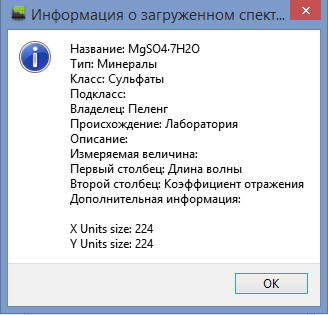 Информация о загруженном спект...
Название: MgSO4·7H2O
Тип: Минералы
Класс: Сульфаты
Подкласс:
Владелец: Пеленг
Происхождение: Лаборатория
Описание:
Измеряемая величина:
Первый столбец: Длина волны
Второй столбец: Коэффициент отражения
Дополнительная информация:
X Units size: 224
Y Units size: 224
OK